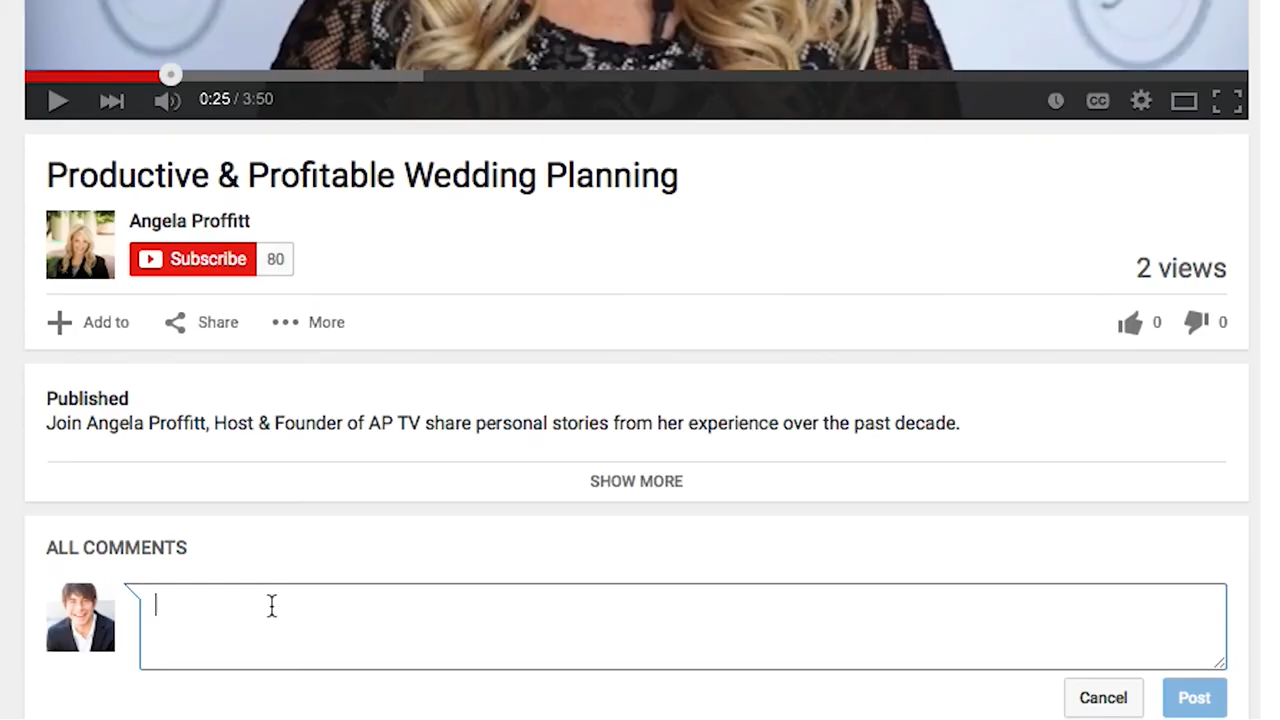 0:25 / 3:50
CC
Productive & Profitable Wedding Planning
Angela Proffitt
Subscribe 80
2 views
Add to Share More 0 0
Published
Join Angela Proffitt, Host & Founder of AP TV share personal stories from her experience over the past decade.
SHOW MORE
ALL COMMENTS
Cancel Post